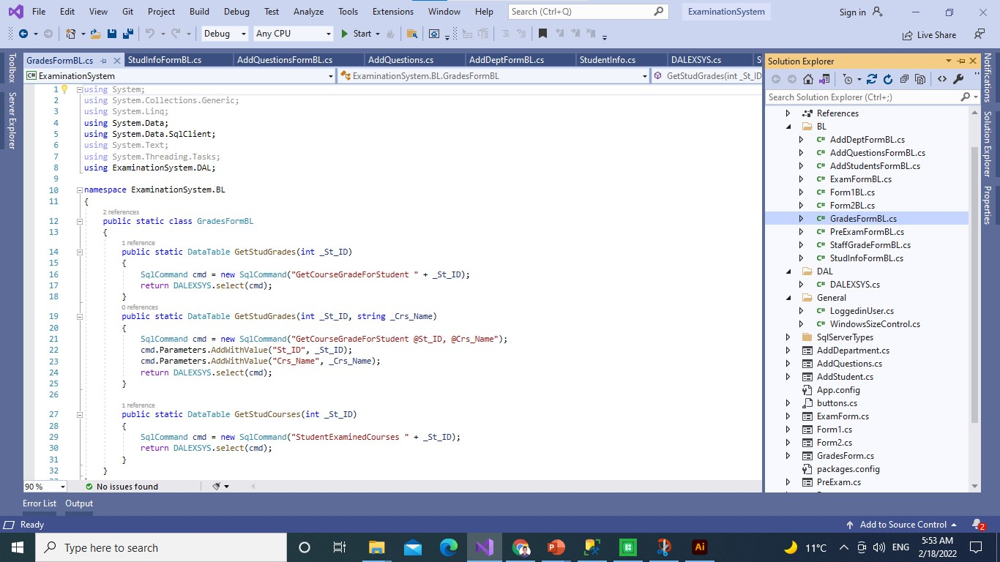 File Edit View Git Project Build Debug Test Analyze Tools Extensions Window Help Search (Ctrl+Q) ExaminationSystem Sign in
Debug Any CPU Start Live Share
GradesFormBL.cs StudInfoFormBL.cs AddQuestionsFormBL.cs AddQuestions.cs AddDeptFormBL.cs StudentInfo.cs DALEXSYS.cs
ExaminationSystem ExaminationSystem.BL.GradesFormBL GetStudGrades(int _St_ID
Toolbox
Server Explorer
1 using System;
2 using System.Collections.Generic;
3 using System.Linq;
4 using System.Data;
5 using System.Data.SqlClient;
6 using System.Text;
7 using System.Threading.Tasks;
8 using ExaminationSystem.DAL;
9
10 namespace ExaminationSystem.BL
11 {
2 references
12 public static class GradesFormBL
13 {
1 reference
14 public static DataTable GetStudGrades(int _St_ID)
15 {
16 SqlCommand cmd = new SqlCommand("GetCourseGradeForStudent " + _St_ID);
17 return DALEXSYS.select(cmd);
18 }
0 references
19 public static DataTable GetStudGrades(int _St_ID, string _Crs_Name)
20 {
21 SqlCommand cmd = new SqlCommand("GetCourseGradeForStudent @St_ID, @Crs_Name");
22 cmd.Parameters.AddWithValue("St_ID", _St_ID);
23 cmd.Parameters.AddWithValue("Crs_Name", _Crs_Name);
24 return DALEXSYS.select(cmd);
25 }
26
1 reference
27 public static DataTable GetStudCourses(int _St_ID)
28 {
29 SqlCommand cmd = new SqlCommand("StudentExaminedCourses " + _St_ID);
30 return DALEXSYS.select(cmd);
31 }
32 }
90 % No issues found
Solution Explorer
Search Solution Explorer (Ctrl+;)
References
BL
C# AddDeptFormBL.cs
C# AddQuestionsFormBL.cs
C# AddStudentsFormBL.cs
C# ExamFormBL.cs
C# Form1BL.cs
C# Form2BL.cs
C# GradesFormBL.cs
C# PreExamFormBL.cs
C# StaffGradeFormBL.cs
C# StudInfoFormBL.cs
DAL
C# DALEXSYS.cs
General
C# LoggedinUser.cs
C# WindowsSizeControl.cs
SqlServerTypes
AddDepartment.cs
AddQuestions.cs
AddStudent.cs
App.config
buttons.cs
ExamForm.cs
Form1.cs
Form2.cs
GradesForm.cs
packages.config
PreExam.cs
Notifications
Solution Explorer
Properties
Error List Output
Ready Add to Source Control 2
Type here to search 11°C ENG 5:53 AM
2/18/2022